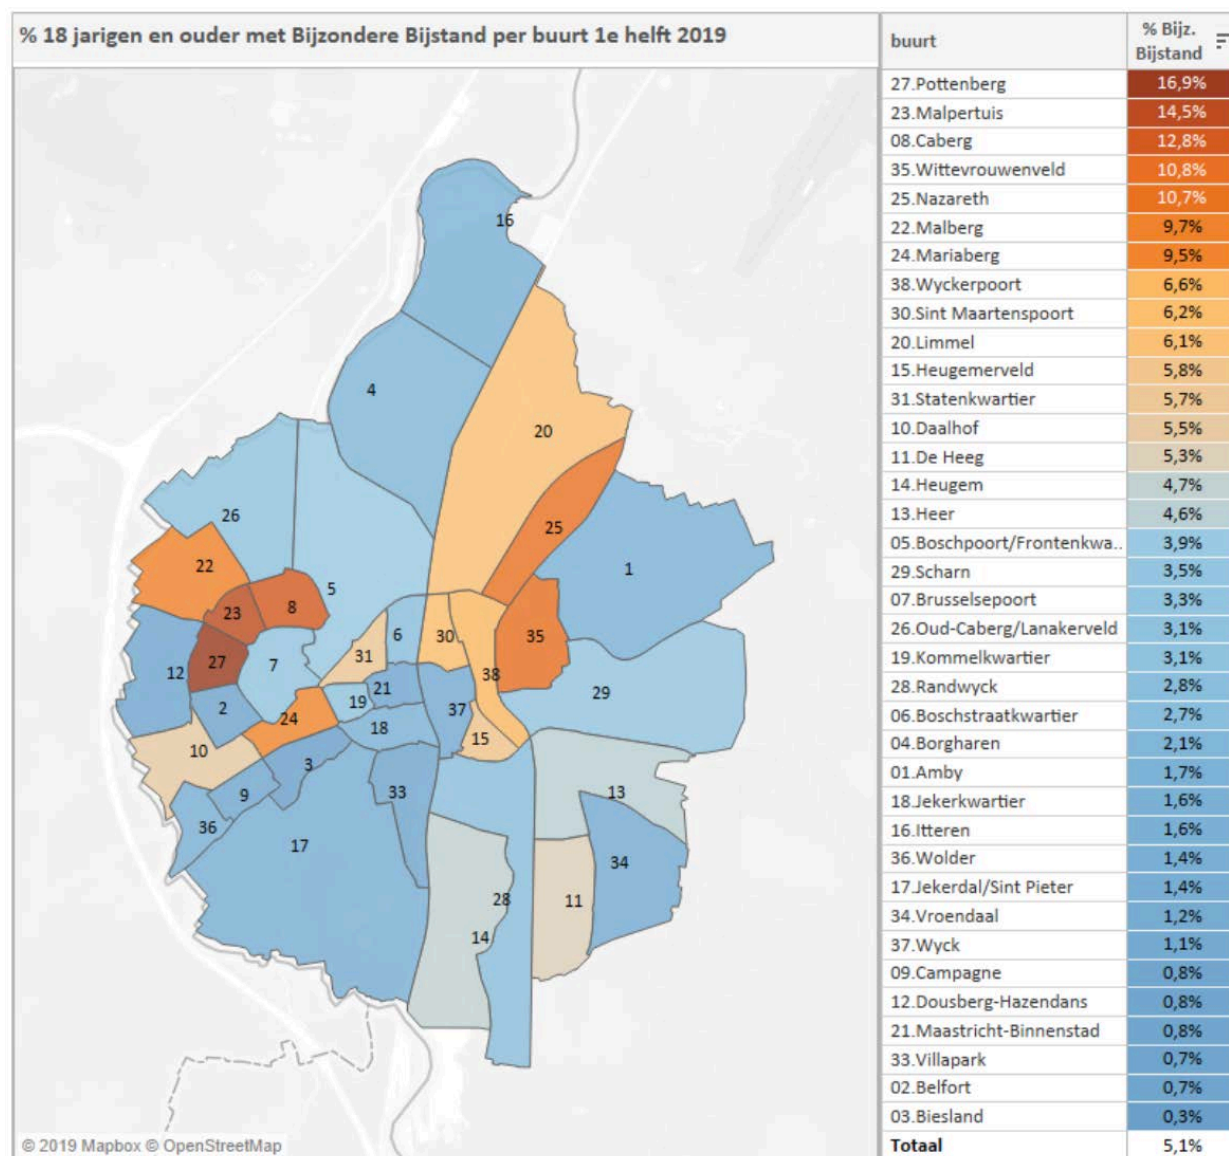 % 18 jarigen en ouder met Bijzondere Bijstand per buurt 1e helft 2019
16
4
20
26
25
22
1
5
23
8
6
30
35
31
7
27
12
38
21
29
2
19
37
24
18
15
10
3
9
33
13
36
17
34
28
11
14
© 2019 Mapbox © OpenStreetMap
buurt % Bijz. Bijstand
27.Pottenberg 16,9%
23.Malpertuis 14,5%
08.Caberg 12,8%
35.Wittevrouwenveld 10,8%
25.Nazareth 10,7%
22.Malberg 9,7%
24.Mariaberg 9,5%
38.Wyckerpoort 6,6%
30.Sint Maartenspoort 6,2%
20.Limmel 6,1%
15.Heugemerveld 5,8%
31.Statenkwartier 5,7%
10.Daalhof 5,5%
11.De Heeg 5,3%
14.Heugem 4,7%
13.Heer 4,6%
05.Boschpoort/Frontenkwa.. 3,9%
29.Scharn 3,5%
07.Brusselsepoort 3,3%
26.Oud-Caberg/Lanakerveld 3,1%
19.Kommelkwartier 3,1%
28.Randwyck 2,8%
06.Boschstraatkwartier 2,7%
04.Borgharen 2,1%
01.Amby 1,7%
18.Jekerkwartier 1,6%
16.Itteren 1,6%
36.Wolder 1,4%
17.Jekerdal/Sint Pieter 1,4%
34.Vroendaal 1,2%
37.Wyck 1,1%
09.Campagne 0,8%
12.Dousberg-Hazendans 0,8%
21.Maastricht-Binnenstad 0,8%
33.Villapark 0,7%
02.Belfort 0,7%
03.Biesland 0,3%
Totaal 5,1%